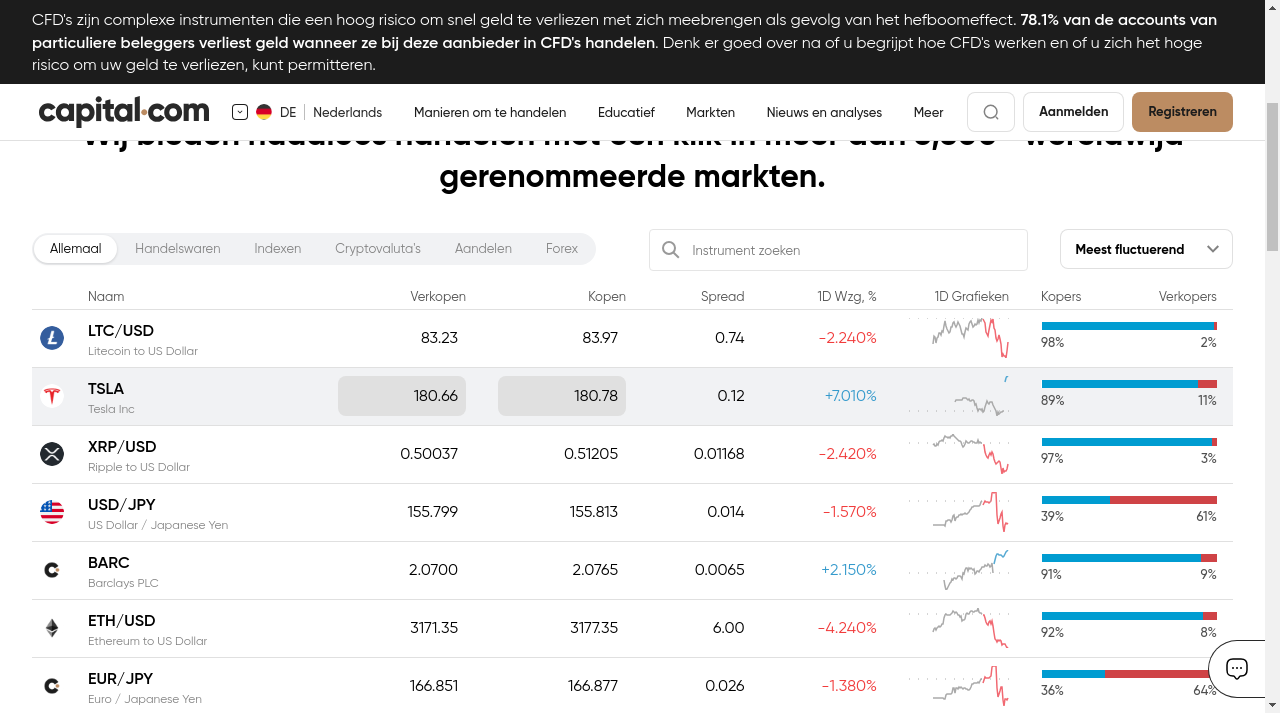 CFD's zijn complexe instrumenten die een hoog risico om snel geld te verliezen met zich meebrengen als gevolg van het hefboomeffect. 78.1% van de accounts van
particuliere beleggers verliest geld wanneer ze bij deze aanbieder in CFD's handelen. Denk er goed over na of u begrijpt hoe CFD's werken en of u zich het hoge
risico om uw geld te verliezen, kunt permitteren.
capital.com DE Nederlands Manieren om te handelen Educatief Markten Nieuws en analyses Meer Aanmelden Registreren
gerenommeerde markten.
Allemaal Handelswaren Indexen Cryptovaluta's Aandelen Forex Instrument zoeken Meest fluctuerend
Naam Verkopen Kopen Spread 1D Wzg, % 1D Grafieken Kopers Verkopers
LTC/USD 83.23 83.97 0.74 -2.240% 98% 2%
Litecoin to US Dollar
TSLA 180.66 180.78 0.12 +7.010% 89% 11%
Tesla Inc
XRP/USD 0.50037 0.51205 0.01168 -2.420% 97% 3%
Ripple to US Dollar
USD/JPY 155.799 155.813 0.014 -1.570% 39% 61%
US Dollar / Japanese Yen
BARC 2.0700 2.0765 0.0065 +2.150% 91% 9%
Barclays PLC
ETH/USD 3171.35 3177.35 6.00 -4.240% 92% 8%
Ethereum to US Dollar
EUR/JPY 166.851 166.877 0.026 -1.380% 36% 64%
Euro / Japanese Yen